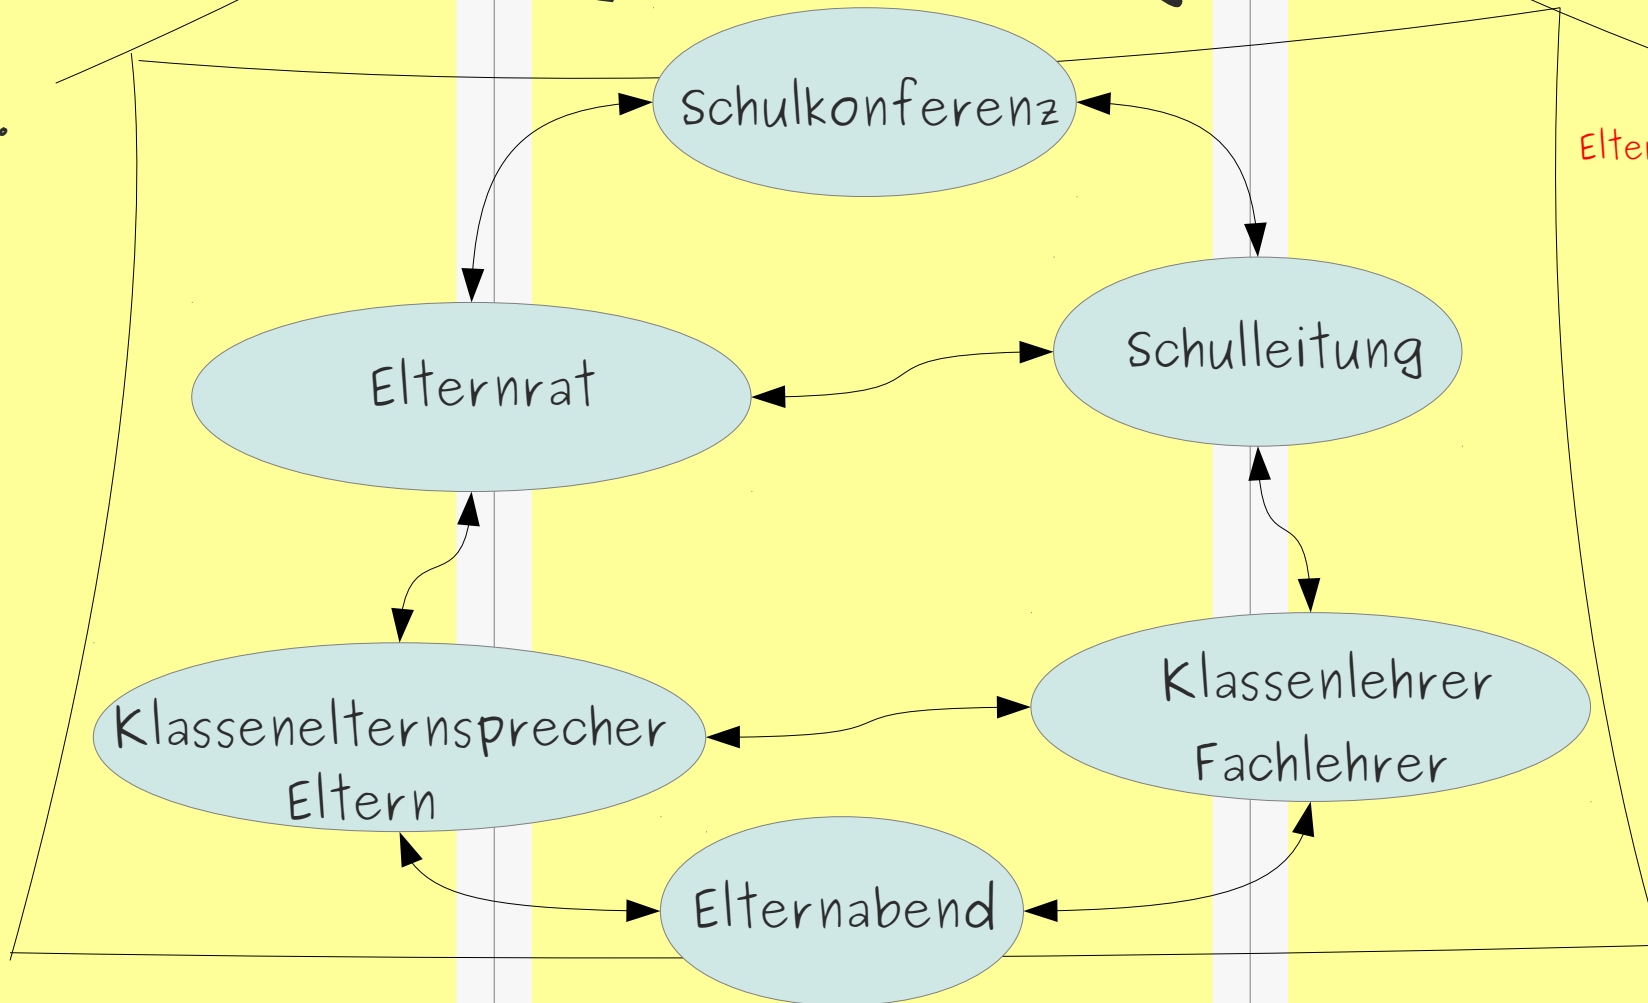 Schulkonferenz
Schulleitung
Elternrat
Klassenlehrer
Fachlehrer
Klassenelternsprecher
Eltern
Elternabend